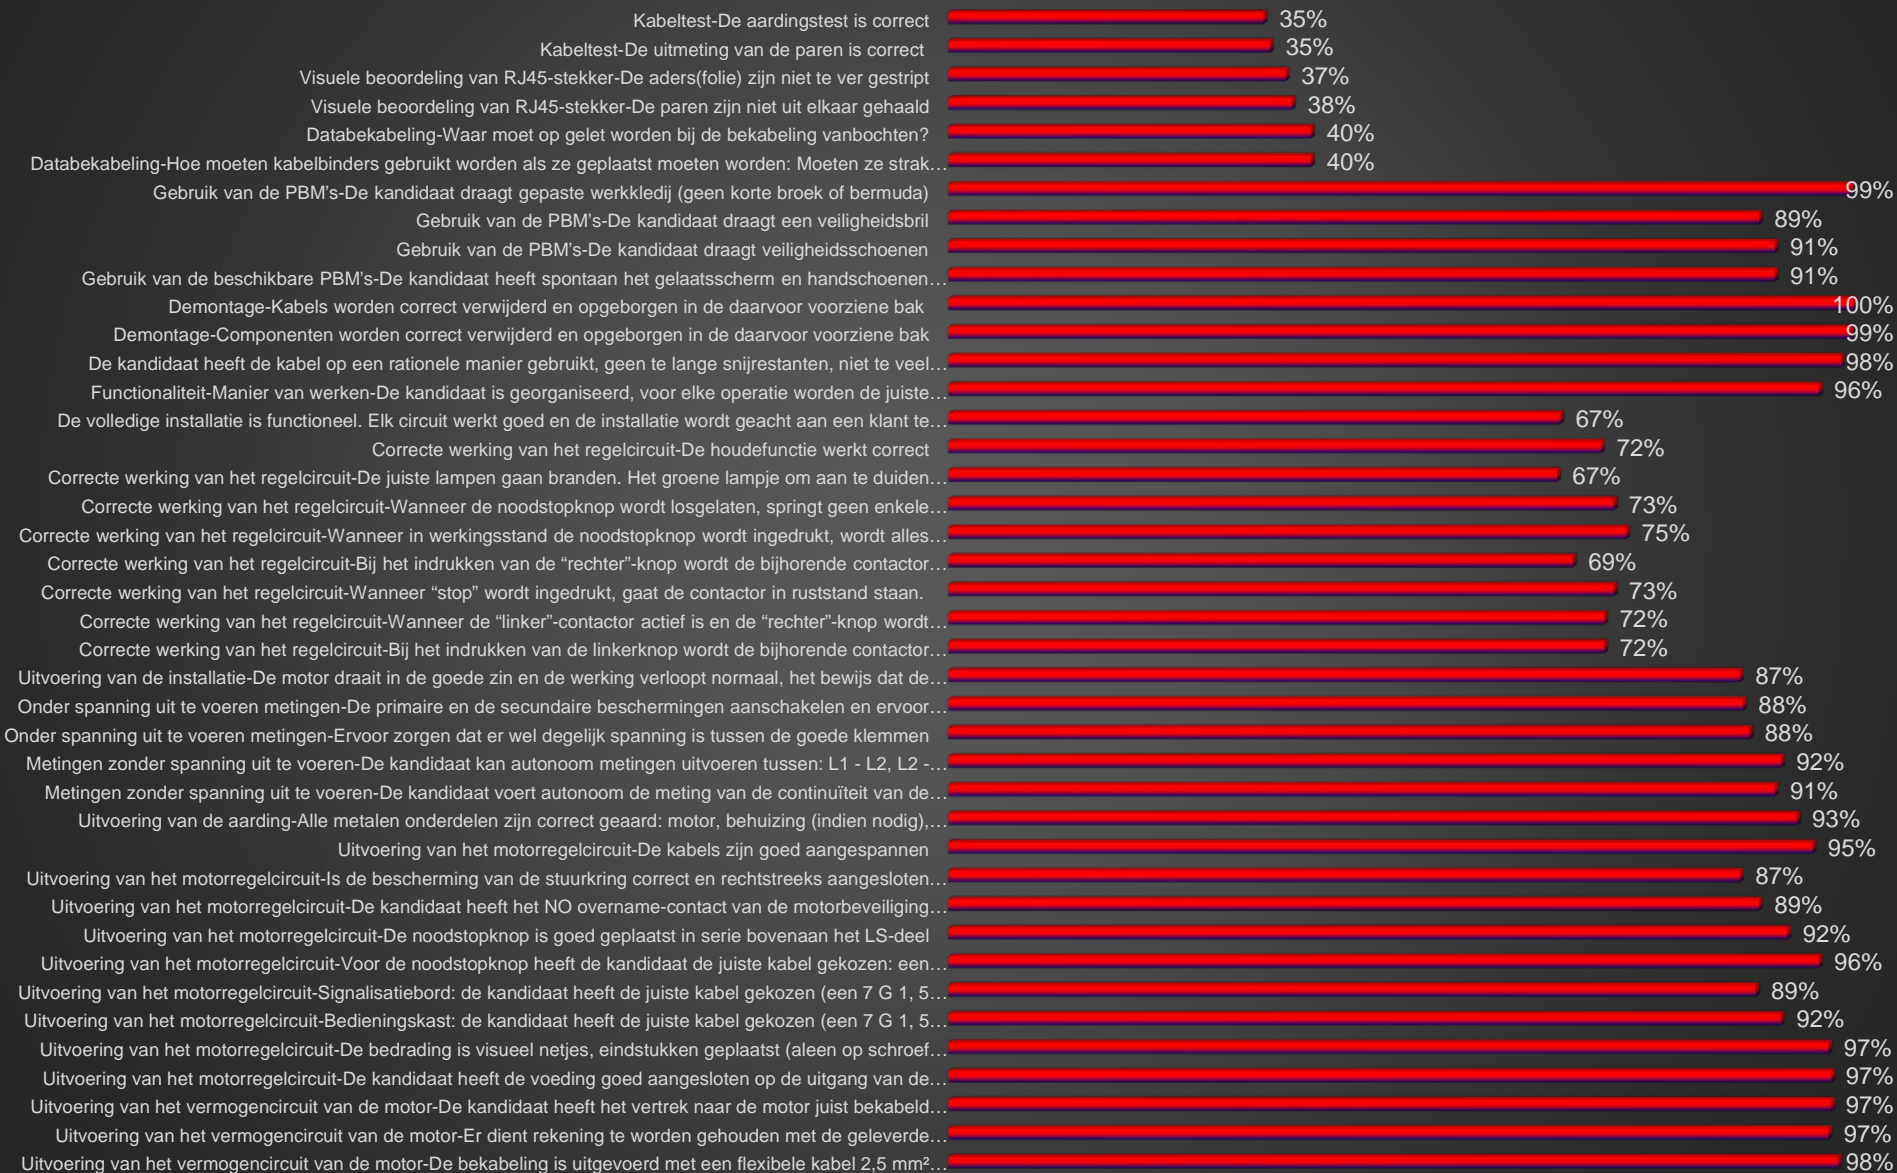 Kabeltest-De aardingstest is correct 35%
Kabeltest-De uitmeting van de paren is correct 35%
Visuele beoordeling van RJ45-stekker-De aders(folie) zijn niet te ver gestript 37%
Visuele beoordeling van RJ45-stekker-De paren zijn niet uit elkaar gehaald 38%
Databekabeling-Waar moet op gelet worden bij de bekabeling vanbochten? 40%
Databekabeling-Hoe moeten kabelbinders gebruikt worden als ze geplaatst moeten worden: Moeten ze strak… 40%
Gebruik van de PBM's-De kandidaat draagt gepaste werkkledij (geen korte broek of bermuda) 99%
Gebruik van de PBM's-De kandidaat draagt een veiligheidsbril 89%
Gebruik van de PBM's-De kandidaat draagt veiligheidsschoenen 91%
Gebruik van de beschikbare PBM's-De kandidaat heeft spontaan het gelaatsscherm en handschoenen… 91%
Demontage-Kabels worden correct verwijderd en opgeborgen in de daarvoor voorziene bak 100%
Demontage-Componenten worden correct verwijderd en opgeborgen in de daarvoor voorziene bak 99%
De kandidaat heeft de kabel op een rationele manier gebruikt, geen te lange snijrestanten, niet te veel… 98%
Functionaliteit-Manier van werken-De kandidaat is georganiseerd, voor elke operatie worden de juiste… 96%
De volledige installatie is functioneel. Elk circuit werkt goed en de installatie wordt geacht aan een klant te… 67%
Correcte werking van het regelcircuit-De houdefunctie werkt correct 72%
Correcte werking van het regelcircuit-De juiste lampen gaan branden. Het groene lampje om aan te duiden… 67%
Correcte werking van het regelcircuit-Wanneer de noodstopknop wordt losgelaten, springt geen enkele… 73%
Correcte werking van het regelcircuit-Wanneer in werkingsstand de noodstopknop wordt ingedrukt, wordt alles… 75%
Correcte werking van het regelcircuit-Bij het indrukken van de “rechter”-knop wordt de bijhorende contactor… 69%
Correcte werking van het regelcircuit-Wanneer “stop” wordt ingedrukt, gaat de contactor in ruststand staan. 73%
Correcte werking van het regelcircuit-Wanneer de “linker”-contactor actief is en de “rechter”-knop wordt… 72%
Correcte werking van het regelcircuit-Bij het indrukken van de linkerknop wordt de bijhorende contactor… 72%
Uitvoering van de installatie-De motor draait in de goede zin en de werking verloopt normaal, het bewijs dat de… 87%
Onder spanning uit te voeren metingen-De primaire en de secundaire beschermingen aanschakelen en ervoor… 88%
Onder spanning uit te voeren metingen-Ervoor zorgen dat er wel degelijk spanning is tussen de goede klemmen 88%
Metingen zonder spanning uit te voeren-De kandidaat kan autonoom metingen uitvoeren tussen: L1 - L2, L2 -… 92%
Metingen zonder spanning uit te voeren-De kandidaat voert autonoom de meting van de continuïteit van de… 91%
Uitvoering van de aarding-Alle metalen onderdelen zijn correct geaard: motor, behuizing (indien nodig),… 93%
Uitvoering van het motorregelcircuit-De kabels zijn goed aangespannen 95%
Uitvoering van het motorregelcircuit-Is de bescherming van de stuurkring correct en rechtstreeks aangesloten… 87%
Uitvoering van het motorregelcircuit-De kandidaat heeft het NO overname-contact van de motorbeveiliging… 89%
Uitvoering van het motorregelcircuit-De noodstopknop is goed geplaatst in serie bovenaan het LS-deel 92%
Uitvoering van het motorregelcircuit-Voor de noodstopknop heeft de kandidaat de juiste kabel gekozen: een… 96%
Uitvoering van het motorregelcircuit-Signalisatiebord: de kandidaat heeft de juiste kabel gekozen (een 7 G 1, 5… 89%
Uitvoering van het motorregelcircuit-Bedieningskast: de kandidaat heeft de juiste kabel gekozen (een 7 G 1, 5… 92%
Uitvoering van het motorregelcircuit-De bedrading is visueel netjes, eindstukken geplaatst (aleen op schroef… 97%
Uitvoering van het motorregelcircuit-De kandidaat heeft de voeding goed aangesloten op de uitgang van de… 97%
Uitvoering van het vermogencircuit van de motor-De kandidaat heeft het vertrek naar de motor juist bekabeld… 97%
Uitvoering van het vermogencircuit van de motor-Er dient rekening te worden gehouden met de geleverde… 97%
Uitvoering van het vermogencircuit van de motor-De bekabeling is uitgevoerd met een flexibele kabel 2,5 mm²… 98%